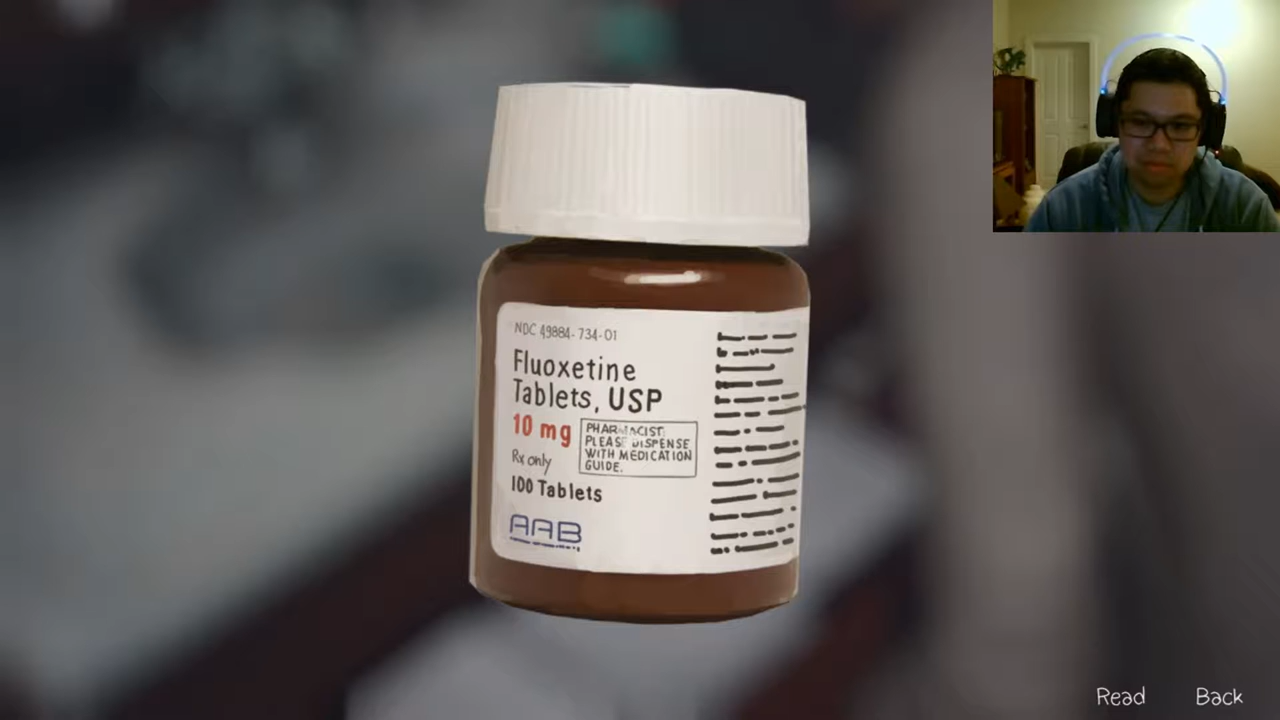 NDC 49884-734-01
Fluoxetine
Tablets, USP
10 mg
PHARMACIST:
PLEASE DISPENSE
WITH MEDICATION
GUIDE.
Rx only
100 Tablets
AAB
Read
Back